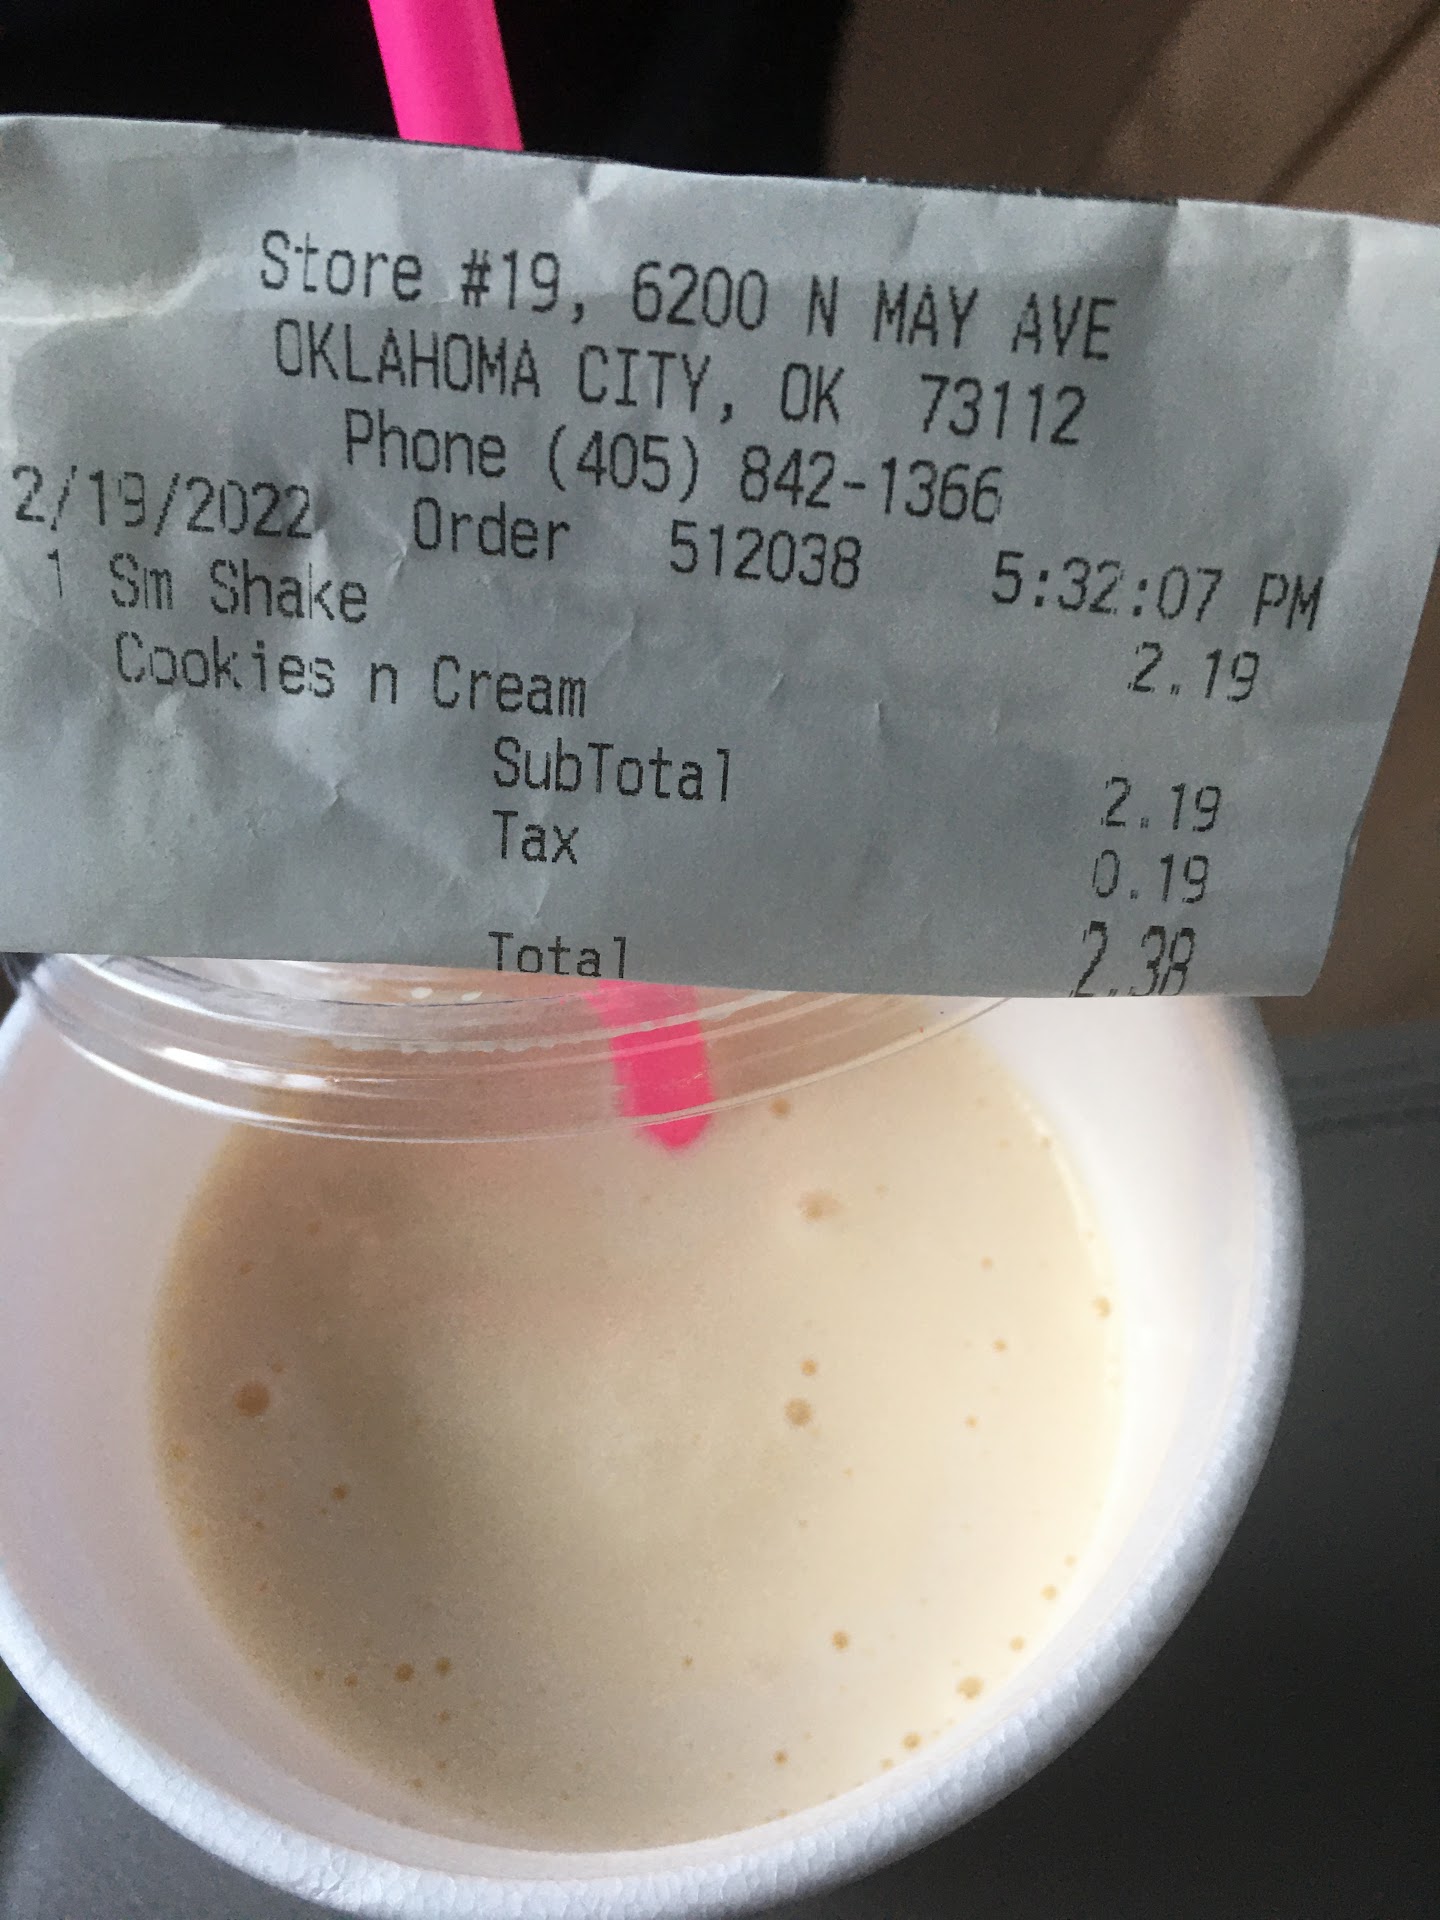 Store #19, 6200 N MAY AVE
OKLAHOMA CITY, OK 73112
Phone (405) 842-1366
2/19/2022 Order 512038 5:32:07 PM
1 Sm Shake 2.19
Cookies n Cream
SubTotal 2.19
Tax 0.19
Total 2.38